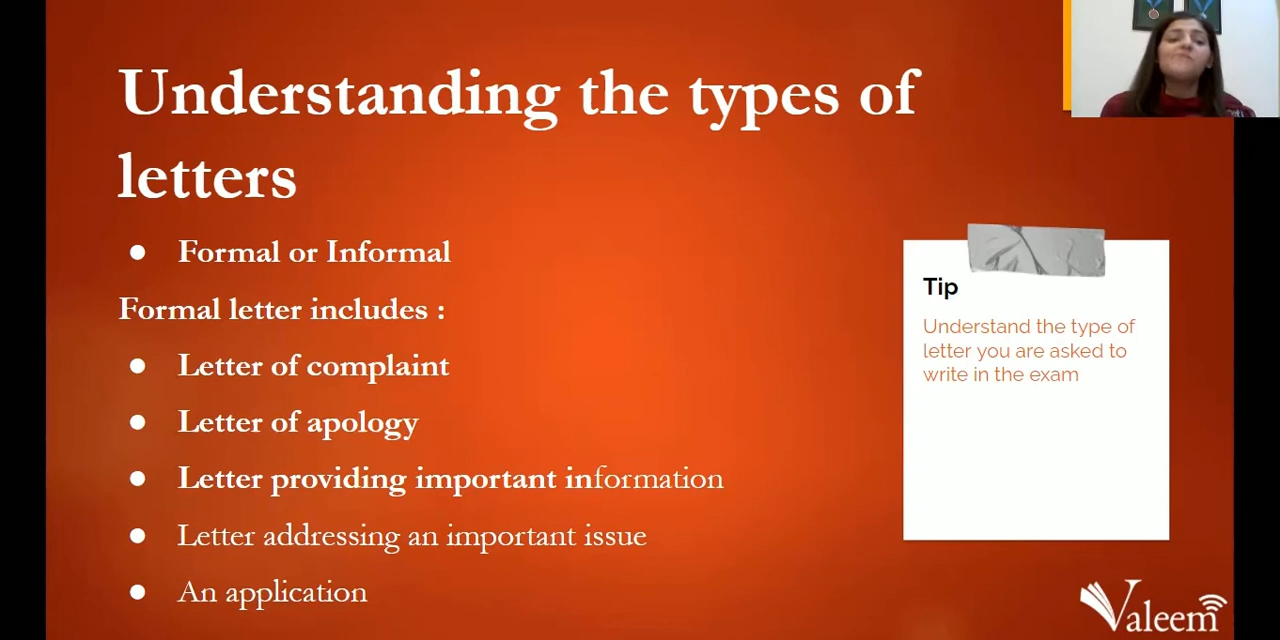 Understanding the types of
letters
● Formal or Informal
Formal letter includes :
● Letter of complaint
● Letter of apology
● Letter providing important information
● Letter addressing an important issue
● An application
Tip
Understand the type of
letter you are asked to
write in the exam
Valeem